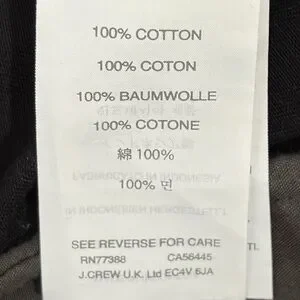 100% COTTON
100% COTON
100% BAUMWOLLE
100% COTONE
綿 100%
100% 면
SEE REVERSE FOR CARE
RN77388 CA56445
J.CREW U.K. Ltd EC4V 6JA
TI.